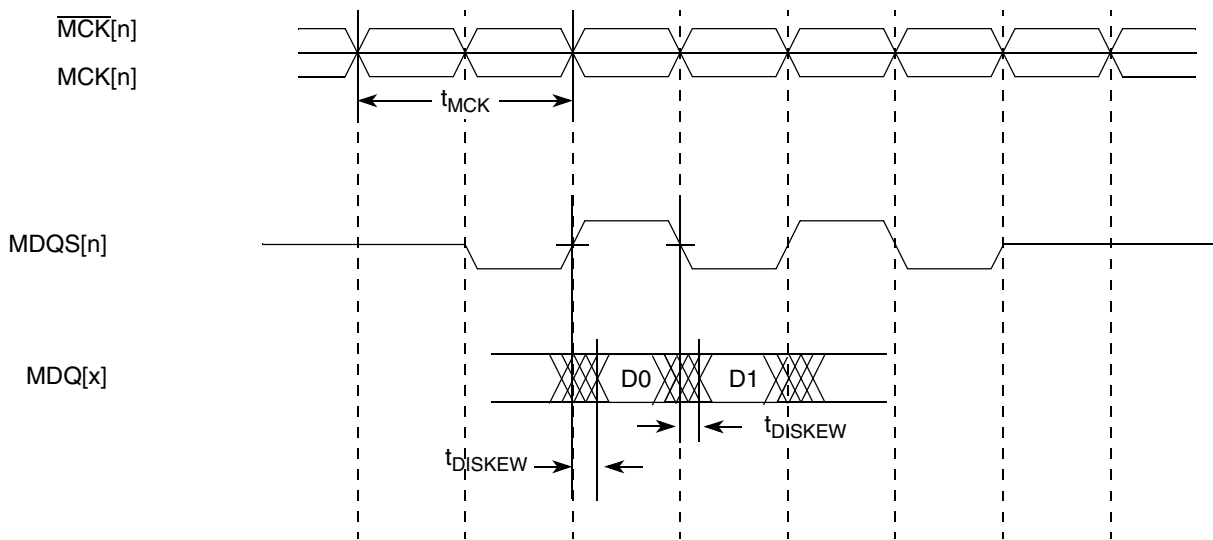 MCK[n]
MCK[n]
tMCK
MDQS[n]
MDQ[x]
D0
D1
tDISKEW
tDISKEW